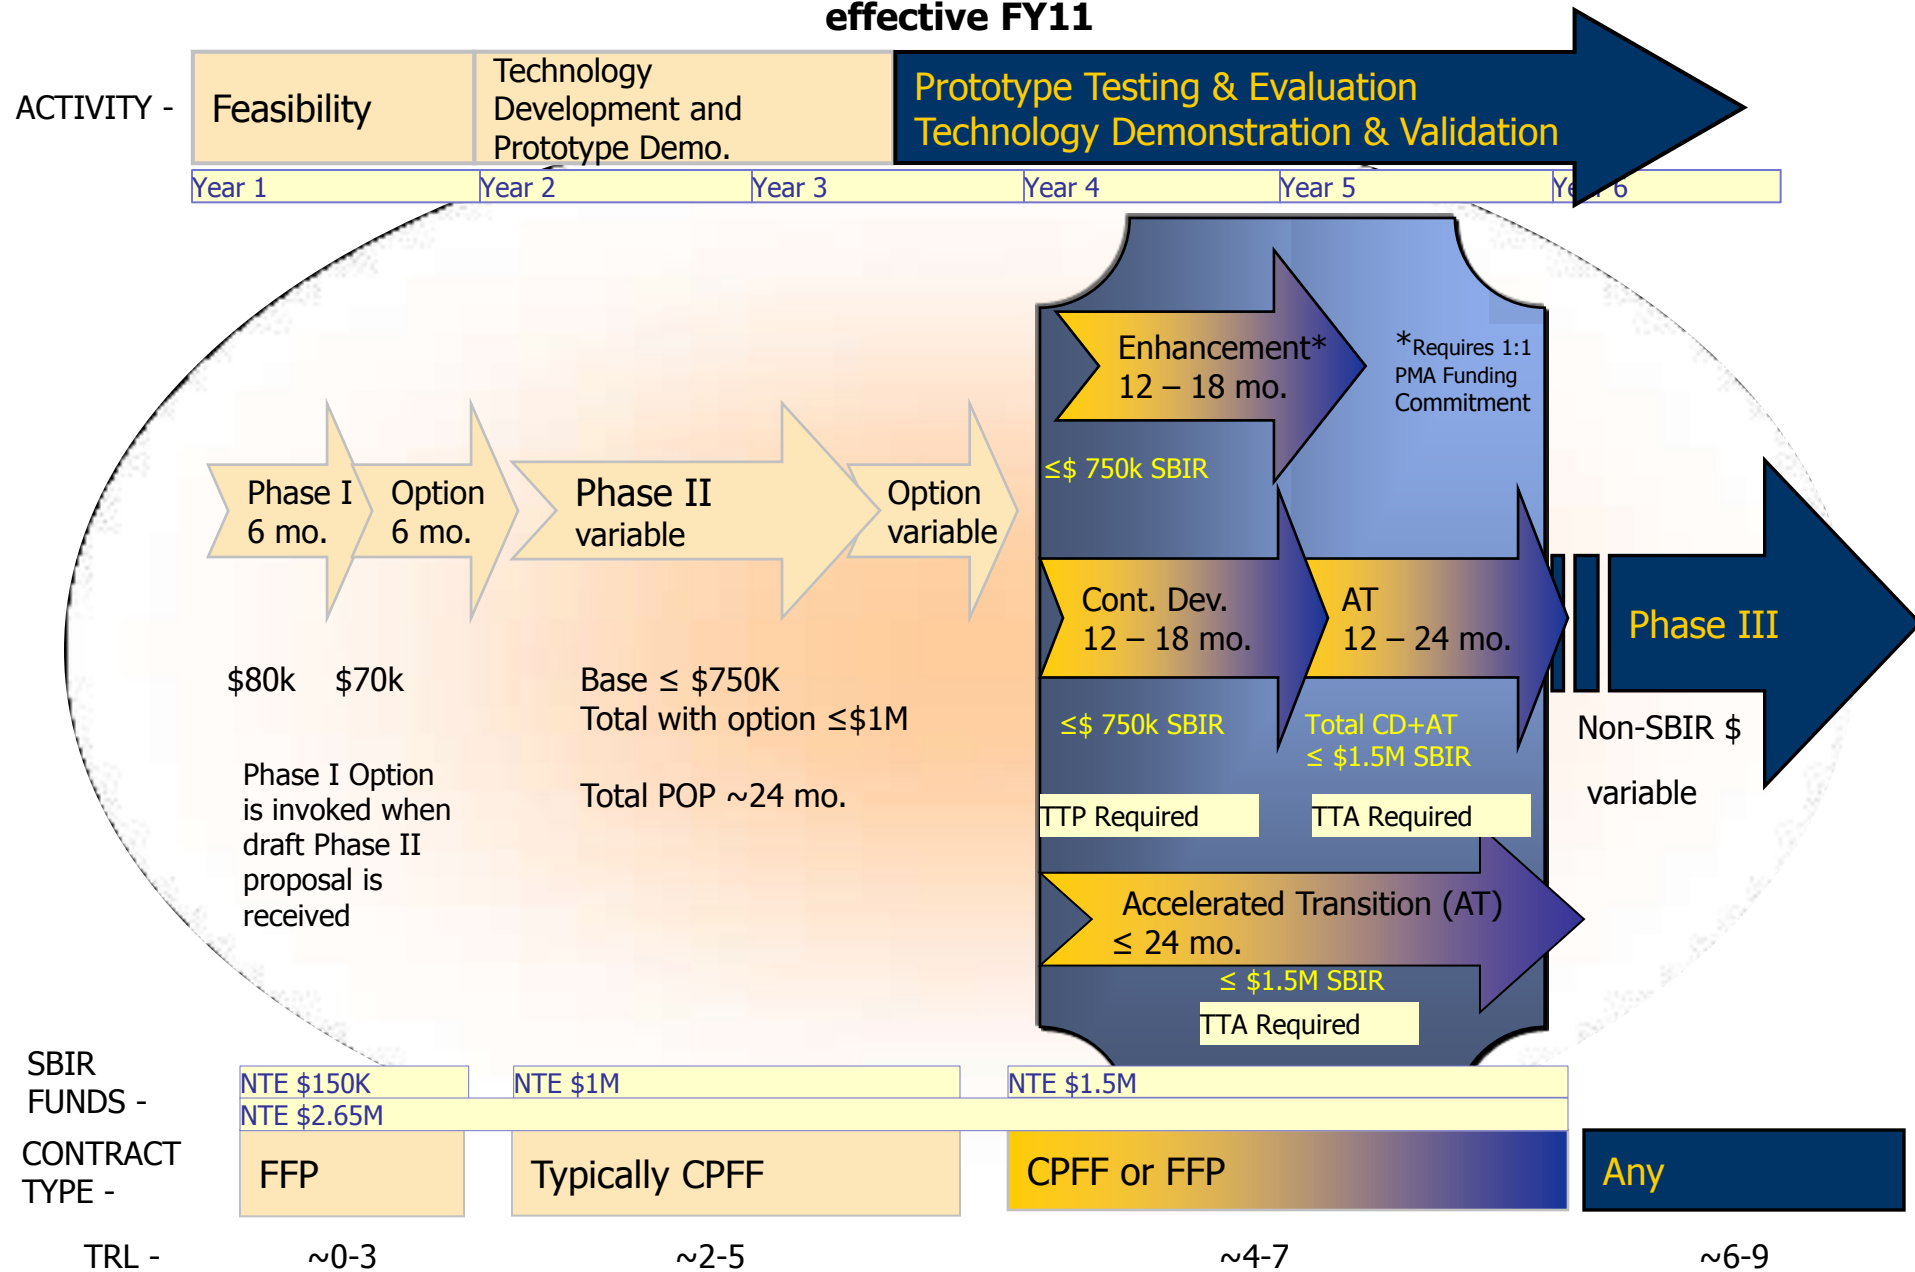 effective FY11
ACTIVITY -
Feasibility
Technology
Development and
Prototype Demo.
Prototype Testing & Evaluation
Technology Demonstration & Validation
Year 1
Year 2
Year 3
Year 4
Year 5
Enhancement*
12 – 18 mo.
*Requires 1:1
PMA Funding
Commitment
≤$ 750k SBIR
Phase I
6 mo.
Option
6 mo.
Phase II
variable
Option
variable
Cont. Dev.
12 – 18 mo.
AT
12 – 24 mo.
Phase III
$80k
$70k
Base ≤ $750K
Total with option ≤$1M
Total POP ~24 mo.
≤$ 750k SBIR
Total CD+AT
≤ $1.5M SBIR
Non-SBIR $
variable
Phase I Option
is invoked when
draft Phase II
proposal is
received
TTP Required
TTA Required
Accelerated Transition (AT)
≤ 24 mo.
≤ $1.5M SBIR
TTA Required
SBIR
FUNDS -
NTE $150K
NTE $1M
NTE $1.5M
NTE $2.65M
CONTRACT
TYPE -
FFP
Typically CPFF
CPFF or FFP
Any
TRL -
~0-3
~2-5
~4-7
~6-9